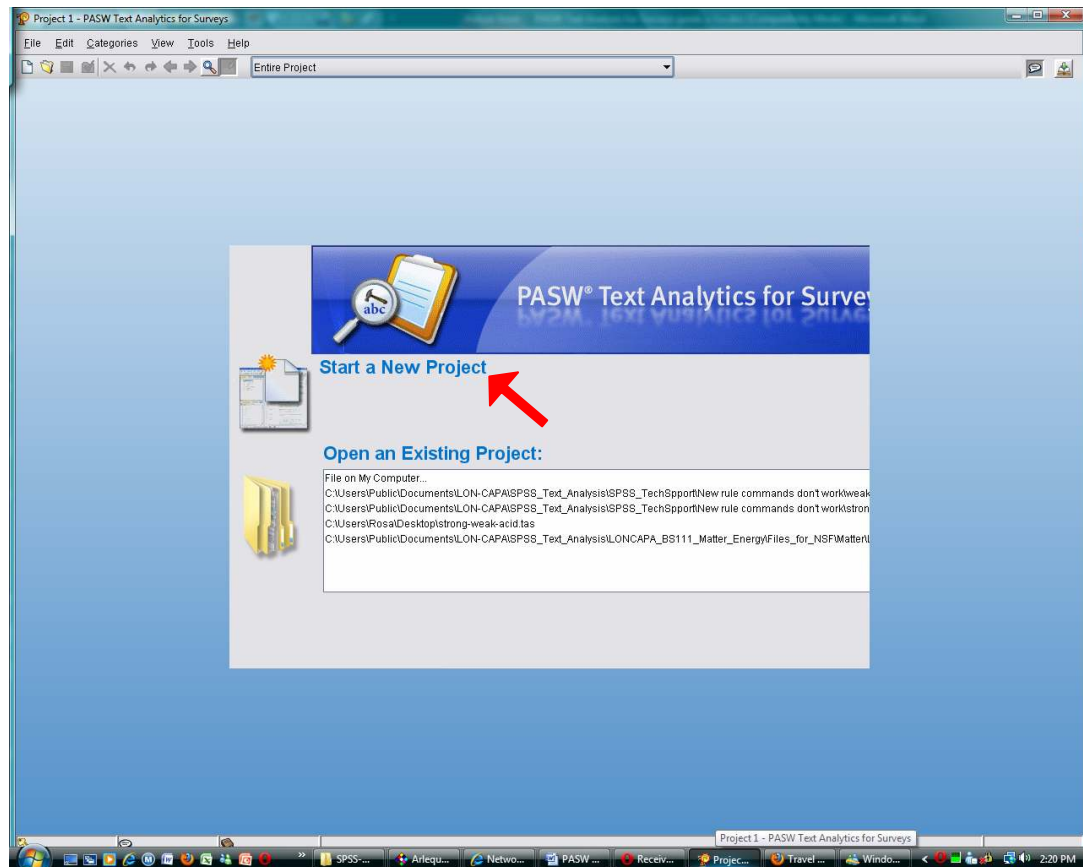 Project 1 - PASW Text Analytics for Surveys
File Edit Categories View Tools Help
Entire Project
abc
PASW® Text Analytics for Survey
Start a New Project
Open an Existing Project:
File on My Computer...
C:\Users\Public\Documents\LON-CAPA\SPSS_Text_Analysis\SPSS_TechSpport\New rule commands don't work\weak
C:\Users\Public\Documents\LON-CAPA\SPSS_Text_Analysis\SPSS_TechSpport\New rule commands don't work\stron
C:\Users\Rosa\Desktop\strong-weak-acid.tas
C:\Users\Public\Documents\LON-CAPA\SPSS_Text_Analysis\LONCAPA_BS111_Matter_Energy\Files_for_NSF\Matter\L
Project 1 - PASW Text Analytics for Surveys
SPSS-... Arlequ... Netwo... PASW ... Receiv... Projec... Travel ... Windo... 2:20 PM